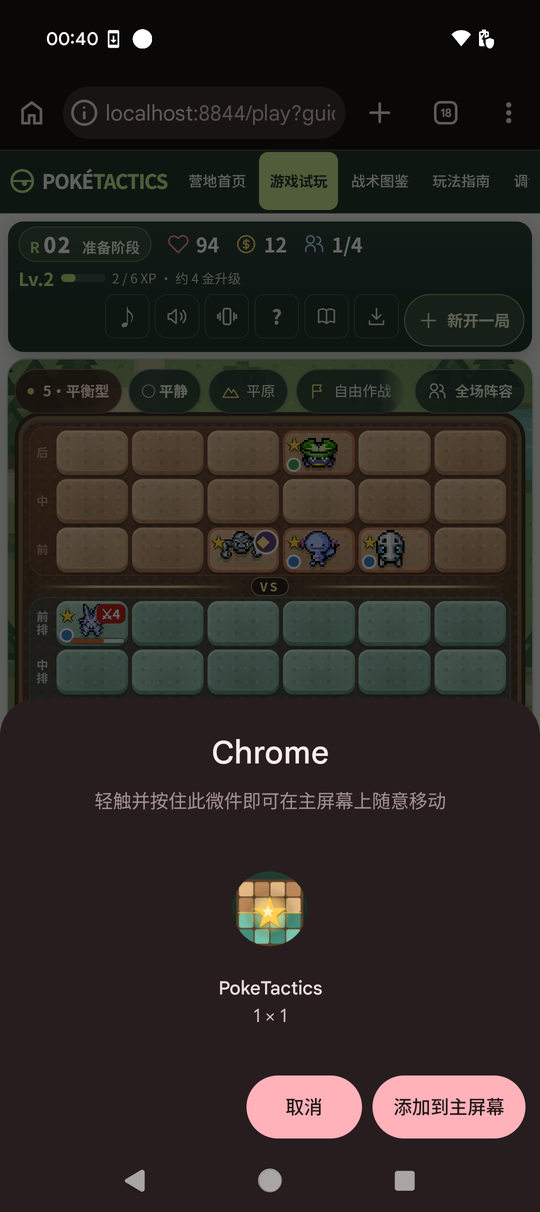 00:40
localhost:8844/play?gui
18
POKÉTACTICS 营地首页 游戏试玩 战术图鉴 玩法指南 调
R 02 准备阶段 94 $ 12 1/4
Lv.2 2 / 6 XP · 约 4 金升级
? 新开一局
5 · 平衡型 平静 平原 自由作战 全场阵容
后
中
前
VS
前排 4
中排
Chrome
轻触并按住此微件即可在主屏幕上随意移动
PokeTactics
1 × 1
取消 添加到主屏幕